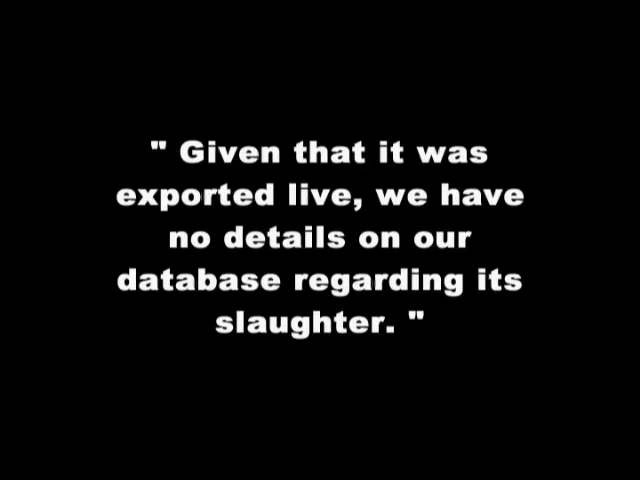 " Given that it was
exported live, we have
no details on our
database regarding its
slaughter. "